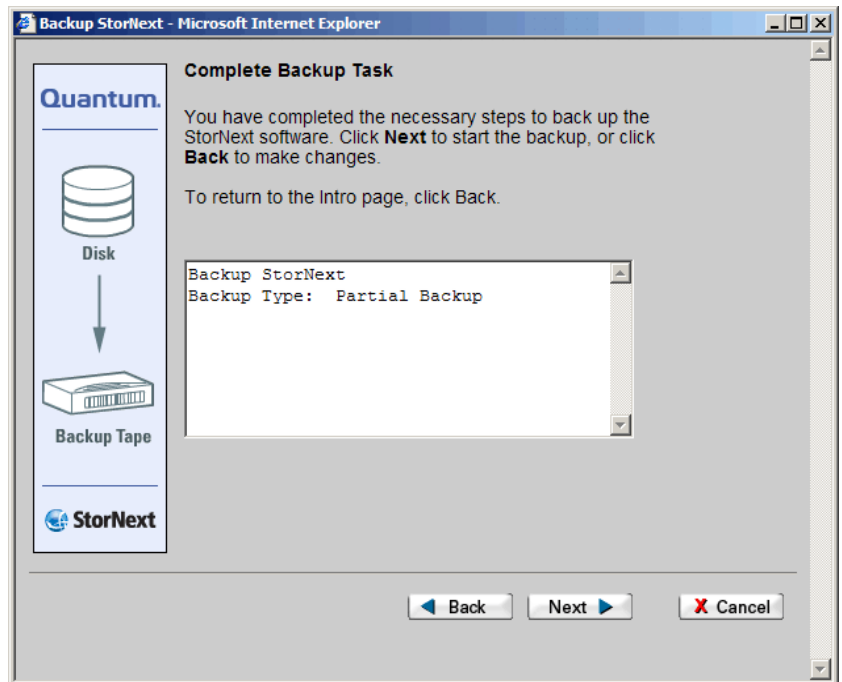 Backup StorNext - Microsoft Internet Explorer
Quantum.
Disk
Backup Tape
StorNext
Complete Backup Task
You have completed the necessary steps to back up the
StorNext software. Click Next to start the backup, or click
Back to make changes.
To return to the Intro page, click Back.
Backup StorNext
Backup Type:  Partial Backup
Back
Next
Cancel